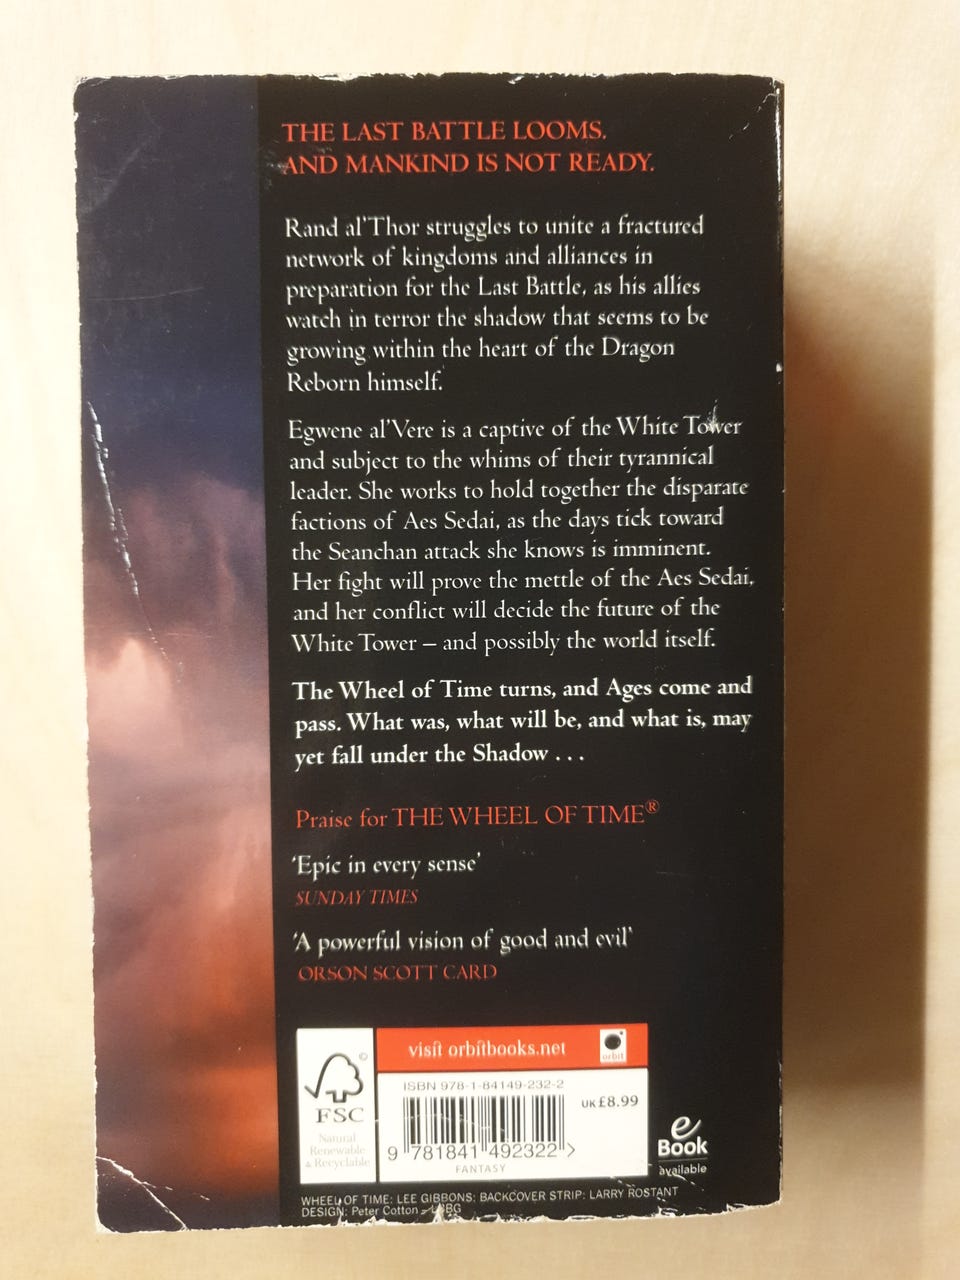 THE LAST BATTLE LOOMS.
AND MANKIND IS NOT READY.
Rand al'Thor struggles to unite a fractured
network of kingdoms and alliances in
preparation for the Last Battle, as his allies
watch in terror the shadow that seems to be
growing within the heart of the Dragon
Reborn himself.
Egwene al'Vere is a captive of the White Tower
and subject to the whims of their tyrannical
leader. She works to hold together the disparate
factions of Aes Sedai, as the days tick toward
the Seanchan attack she knows is imminent.
Her fight will prove the mettle of the Aes Sedai,
and her conflict will decide the future of the
White Tower – and possibly the world itself.
The Wheel of Time turns, and Ages come and
pass. What was, what will be, and what is, may
yet fall under the Shadow . . .
Praise for THE WHEEL OF TIME®
'Epic in every sense'
SUNDAY TIMES
'A powerful vision of good and evil'
ORSON SCOTT CARD
visit orbitbooks.net
orbit
©
FSC
Natural
Renewable
& Recyclable
ISBN 978-1-84149-232-2
UK £8.99
9 781841 492322 >
FANTASY
eBook
available
WHEEL OF TIME: LEE GIBBONS: BACKCOVER STRIP: LARRY ROSTANT
DESIGN: Peter Cotton – LBBG